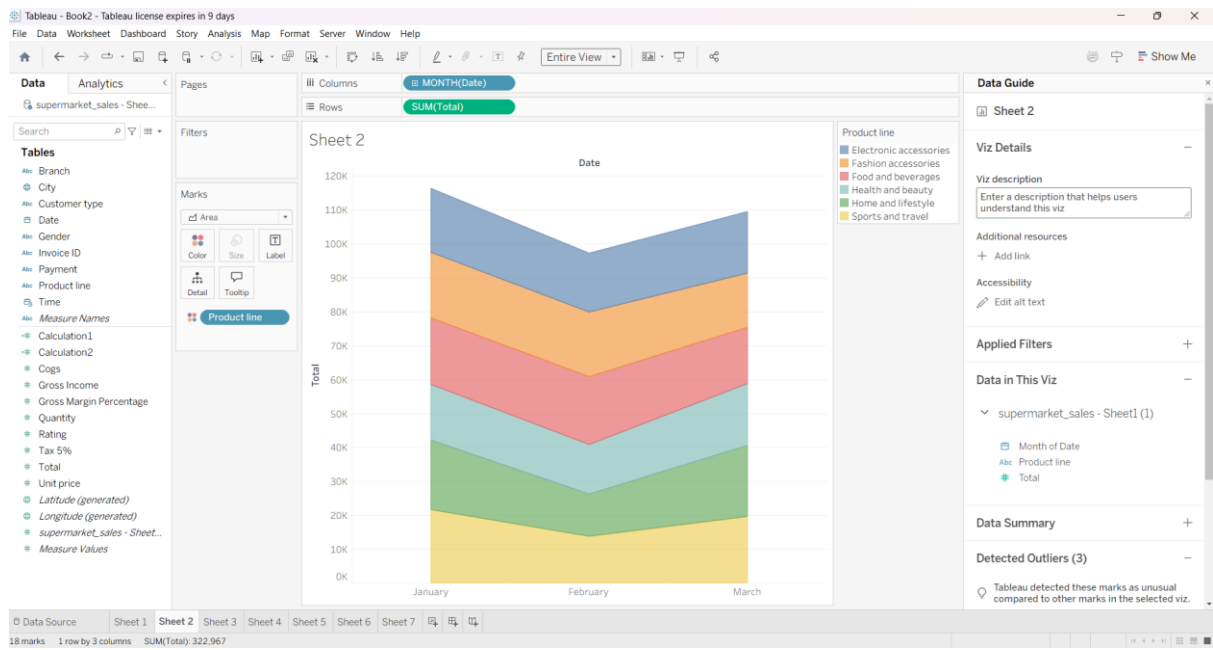 Tableau - Book2 - Tableau license expires in 9 days
File Data Worksheet Dashboard Story Analysis Map Format Server Window Help
Entire View
Show Me
Data Analytics
supermarket_sales - Shee...
Search
Tables
Abc Branch
City
Abc Customer type
Date
Abc Gender
Abc Invoice ID
Abc Payment
Abc Product line
Time
Abc Measure Names
Calculation1
Calculation2
Cogs
Gross Income
Gross Margin Percentage
Quantity
Rating
Tax 5%
Total
Unit price
Latitude (generated)
Longitude (generated)
supermarket_sales - Sheet...
Measure Values
Pages
Filters
Marks
Area
Color Size Label
Detail Tooltip
Product line
Columns MONTH(Date)
Rows SUM(Total)
Sheet 2
Date
Total
120K
110K
100K
90K
80K
70K
60K
50K
40K
30K
20K
10K
0K
January February March
Product line
Electronic accessories
Fashion accessories
Food and beverages
Health and beauty
Home and lifestyle
Sports and travel
Data Guide
Sheet 2
Viz Details
Viz description
Enter a description that helps users
understand this viz
Additional resources
Add link
Accessibility
Edit alt text
Applied Filters
Data in This Viz
supermarket_sales - Sheet1 (1)
Month of Date
Abc Product line
Total
Data Summary
Detected Outliers (3)
Tableau detected these marks as unusual
compared to other marks in the selected viz.
Data Source Sheet 1 Sheet 2 Sheet 3 Sheet 4 Sheet 5 Sheet 6 Sheet 7
18 marks 1 row by 3 columns SUM(Total): 322,967